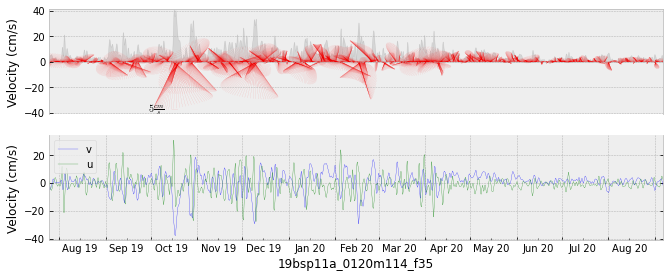 Velocity (cm/s)
40
20
0
−20
−40
5 cm/s
Velocity (cm/s)
20
0
−20
−40
v
u
Aug 19 Sep 19 Oct 19 Nov 19 Dec 19 Jan 20 Feb 20 Mar 20 Apr 20 May 20 Jun 20 Jul 20 Aug 20
19bsp11a_0120m114_f35